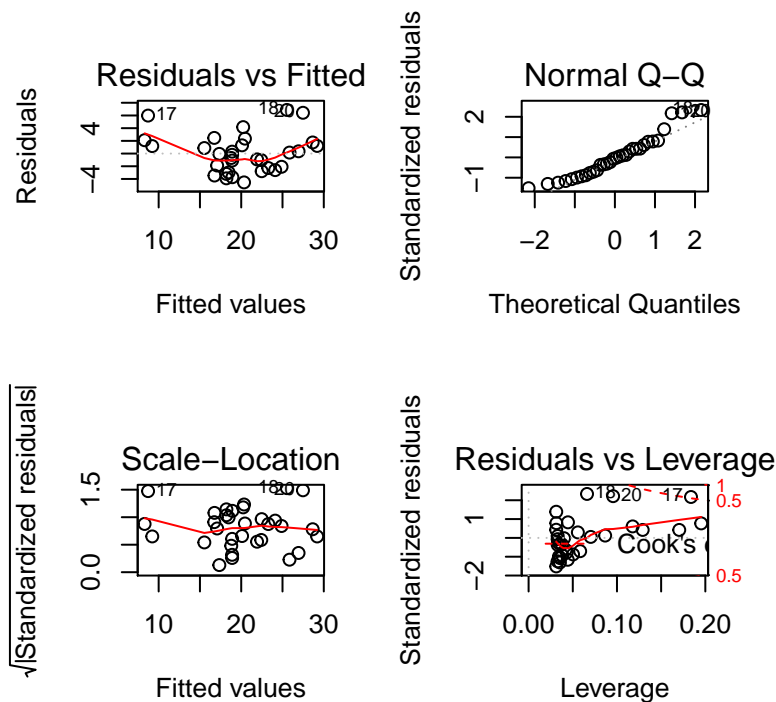 Residuals vs Fitted
Residuals
4
−4
17
18
20
10 20 30
Fitted values
Normal Q−Q
Standardized residuals
2
−1
18
17
20
−2 0 1 2
Theoretical Quantiles
Scale−Location
√|Standardized residuals|
1.5
0.0
17
18
20
10 20 30
Fitted values
Residuals vs Leverage
Standardized residuals
−2
18
20
17
Cook's
1
0.5
0.5
0.00 0.10 0.20
Leverage